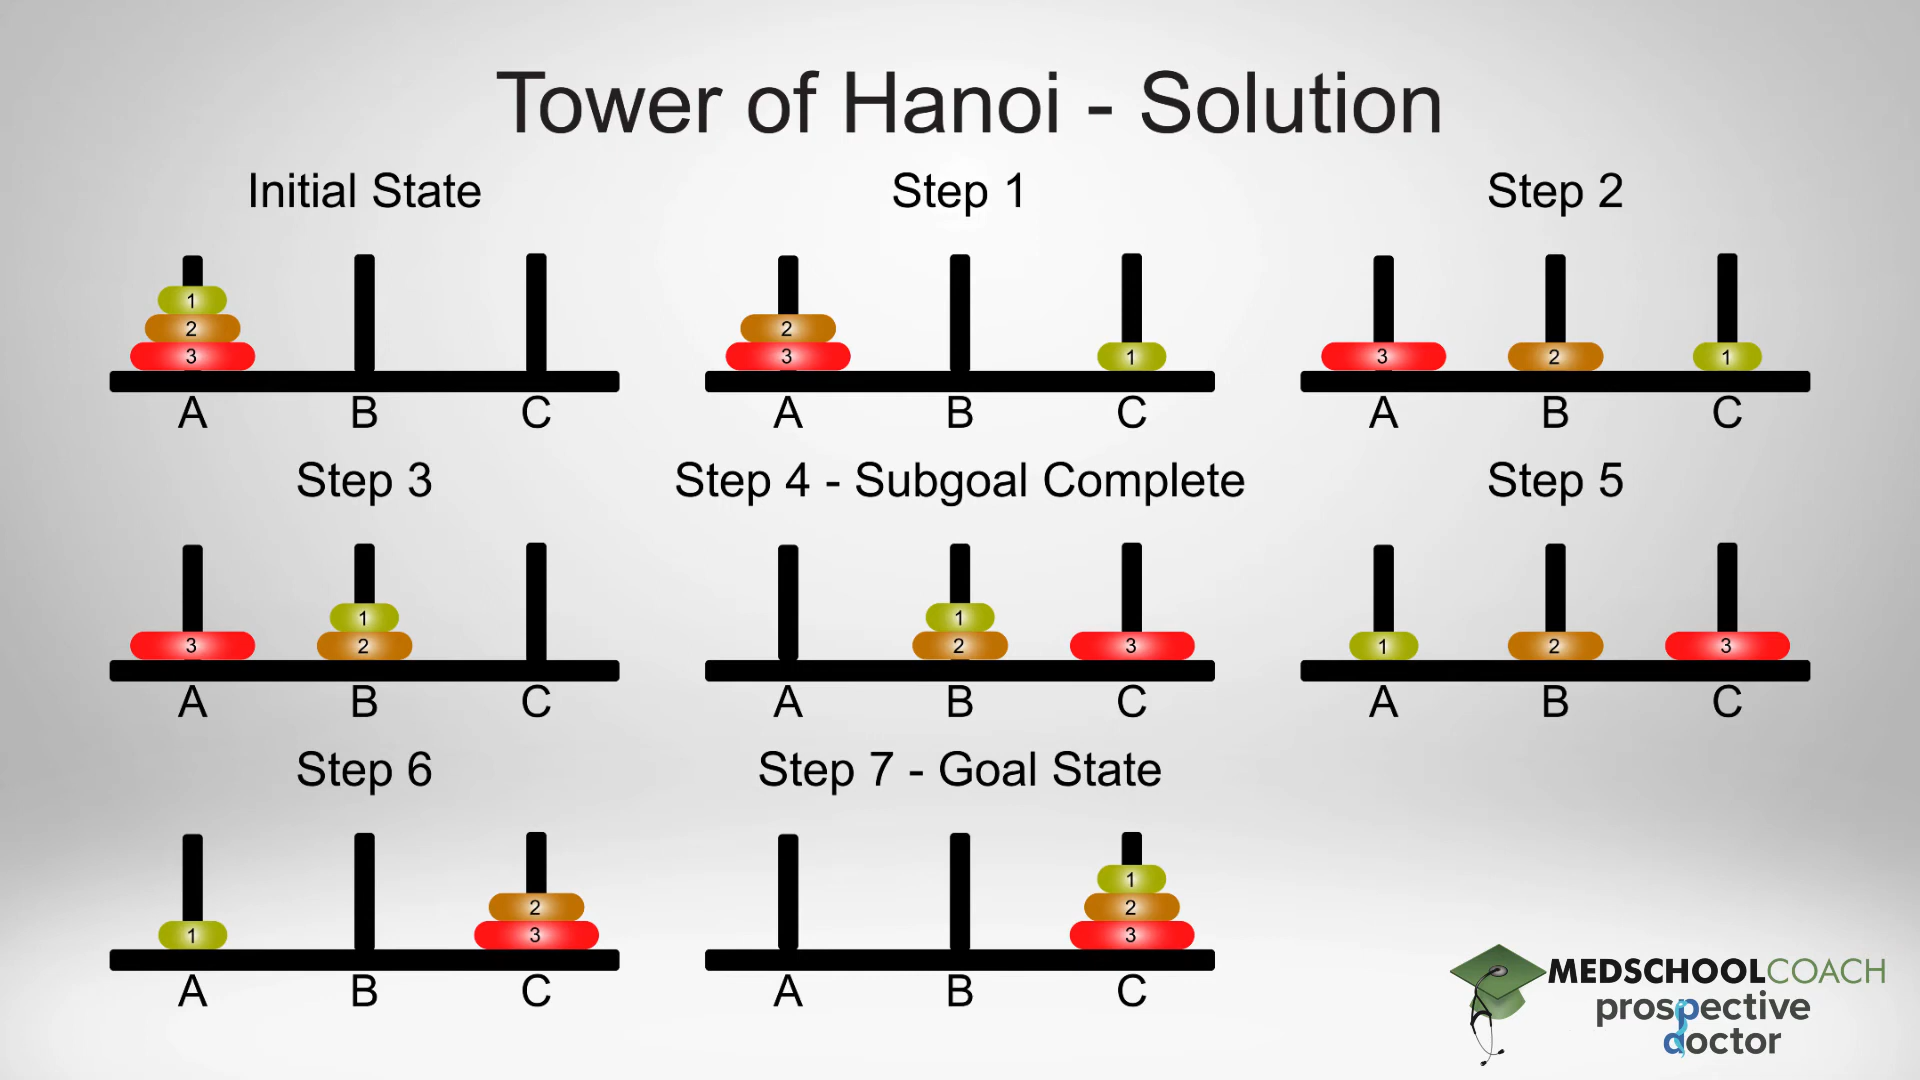 Tower of Hanoi - Solution
Initial State
1
2
3
A B C
Step 1
2
3 1
A B C
Step 2
3 2 1
A B C
Step 3
1
3 2
A B C
Step 4 - Subgoal Complete
1
2 3
A B C
Step 5
1 2 3
A B C
Step 6
2
1 3
A B C
Step 7 - Goal State
1
2
3
A B C
MEDSCHOOLCOACH
prospective
doctor